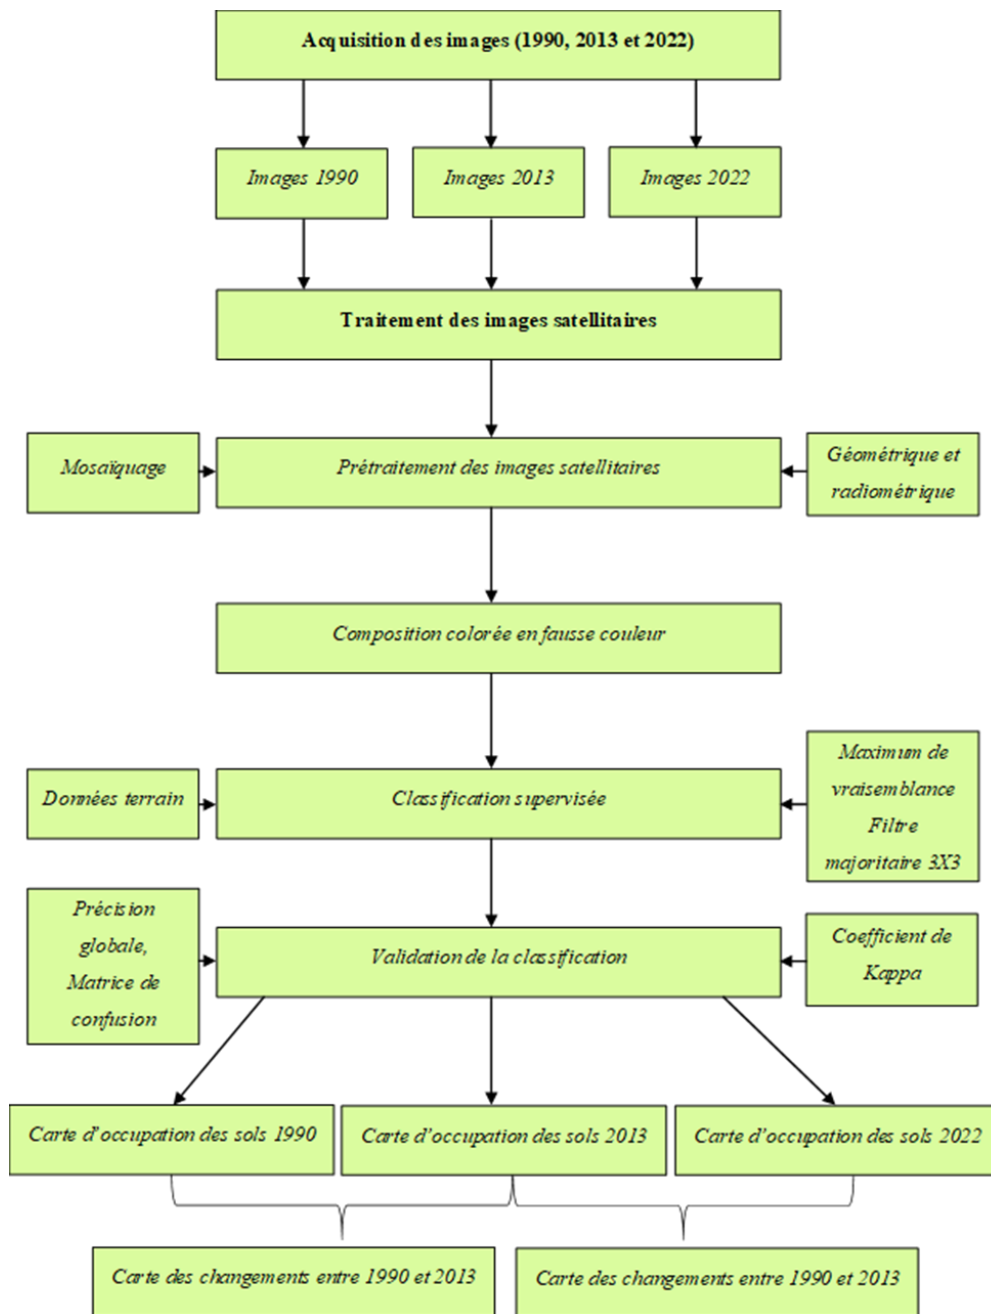 Acquisition des images (1990, 2013 et 2022)
Images 1990
Images 2013
Images 2022
Traitement des images satellitaires
Mosaïquage
Prétraitement des images satellitaires
Géométrique et
radiométrique
Composition colorée en fausse couleur
Données terrain
Classification supervisée
Maximum de
vraisemblance
Filtre
majoritaire 3X3
Précision
globale,
Matrice de
confusion
Validation de la classification
Coefficient de
Kappa
Carte d'occupation des sols 1990
Carte d'occupation des sols 2013
Carte d'occupation des sols 2022
Carte des changements entre 1990 et 2013
Carte des changements entre 1990 et 2013